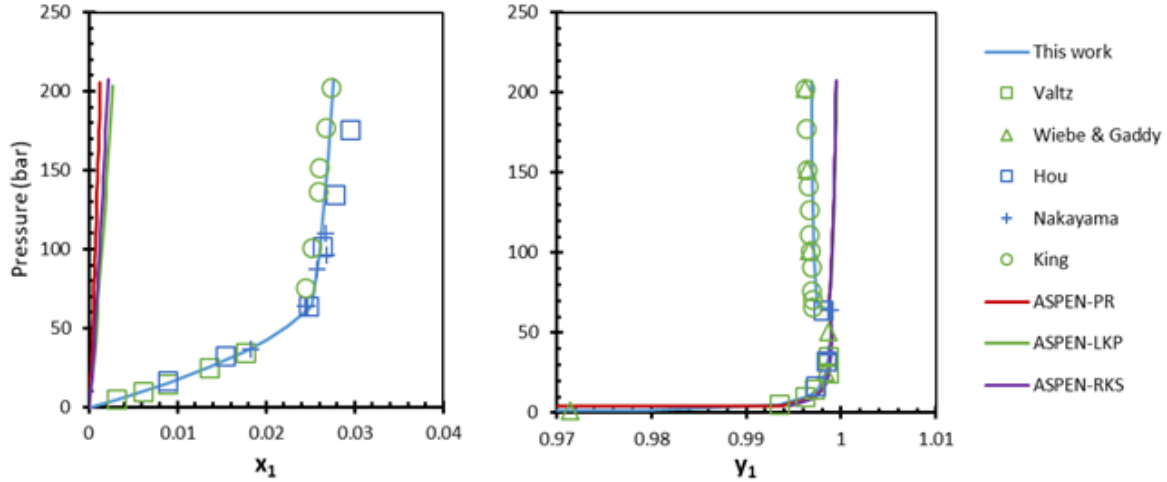 Pressure (bar)
250
200
150
100
50
0
0 0.01 0.02 0.03 0.04
x1
250
200
150
100
50
0
0.97 0.98 0.99 1 1.01
y1
This work
Valtz
Wiebe & Gaddy
Hou
Nakayama
King
ASPEN-PR
ASPEN-LKP
ASPEN-RKS